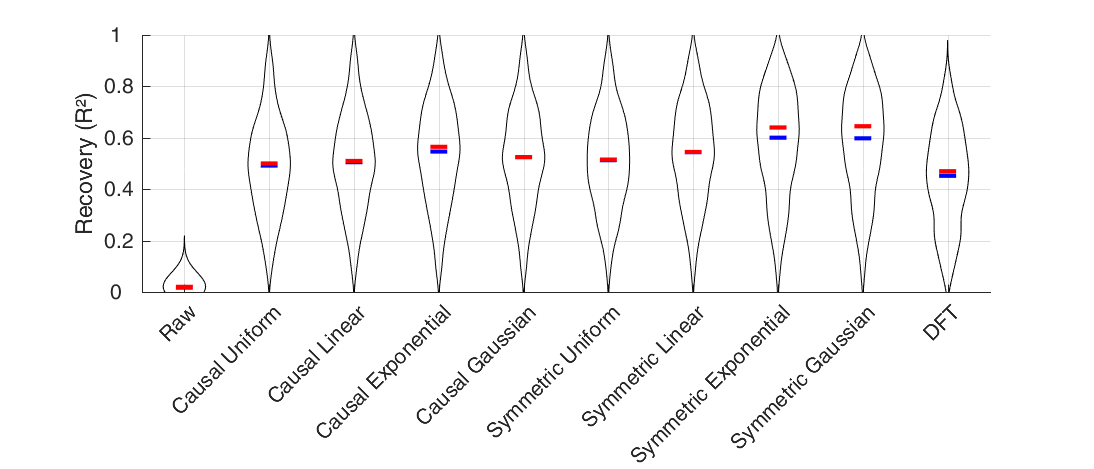 Recovery (R²)
1
0.8
0.6
0.4
0.2
0
Raw
Causal Uniform
Causal Linear
Causal Exponential
Causal Gaussian
Symmetric Uniform
Symmetric Linear
Symmetric Exponential
Symmetric Gaussian
DFT